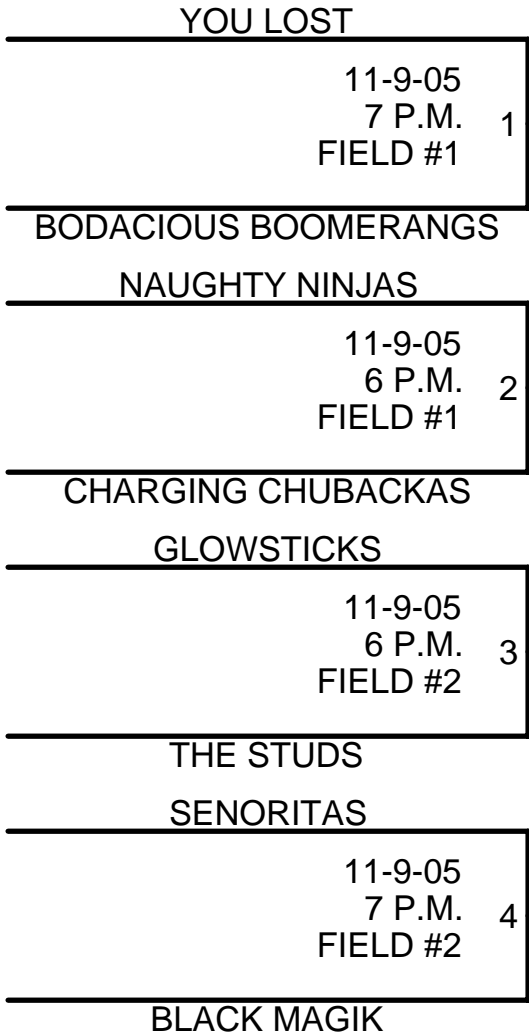 YOU LOST
11-9-05
7 P.M.
1
FIELD #1
BODACIOUS BOOMERANGS
NAUGHTY NINJAS
11-9-05
6 P.M.
2
FIELD #1
CHARGING CHUBACKAS
GLOWSTICKS
11-9-05
6 P.M.
3
FIELD #2
THE STUDS
SENORITAS
11-9-05
7 P.M.
4
FIELD #2
BLACK MAGIK